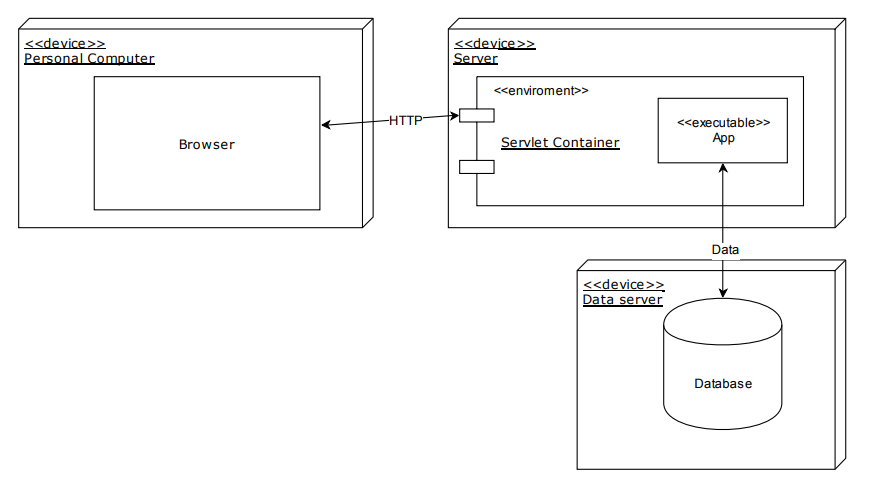 <<device>>
Personal Computer
Browser
HTTP
<<device>>
Server
<<enviroment>>
Servlet Container
<<executable>>
App
Data
<<device>>
Data server
Database